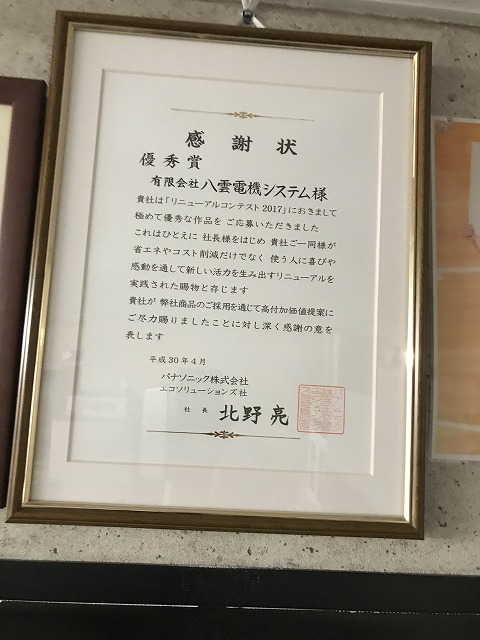 感謝状
優秀賞
有限会社 八雲電機システム様
貴社は「リニューアルコンテスト2017」におきまして
極めて優秀な作品を ご応募いただきました
これはひとえに 社長様をはじめ 貴社ご一同様が
省エネやコスト削減だけでなく 使う人に喜びや
感動を通して新しい活力を生み出すリニューアルを
実践された賜物と存じます
貴社が 弊社商品のご採用を通じて高付加価値提案に
ご尽力賜りましたことに対し深く感謝の意を
表します
平成30年4月
パナソニック株式会社
エコソリューションズ社
社長 北野 亮